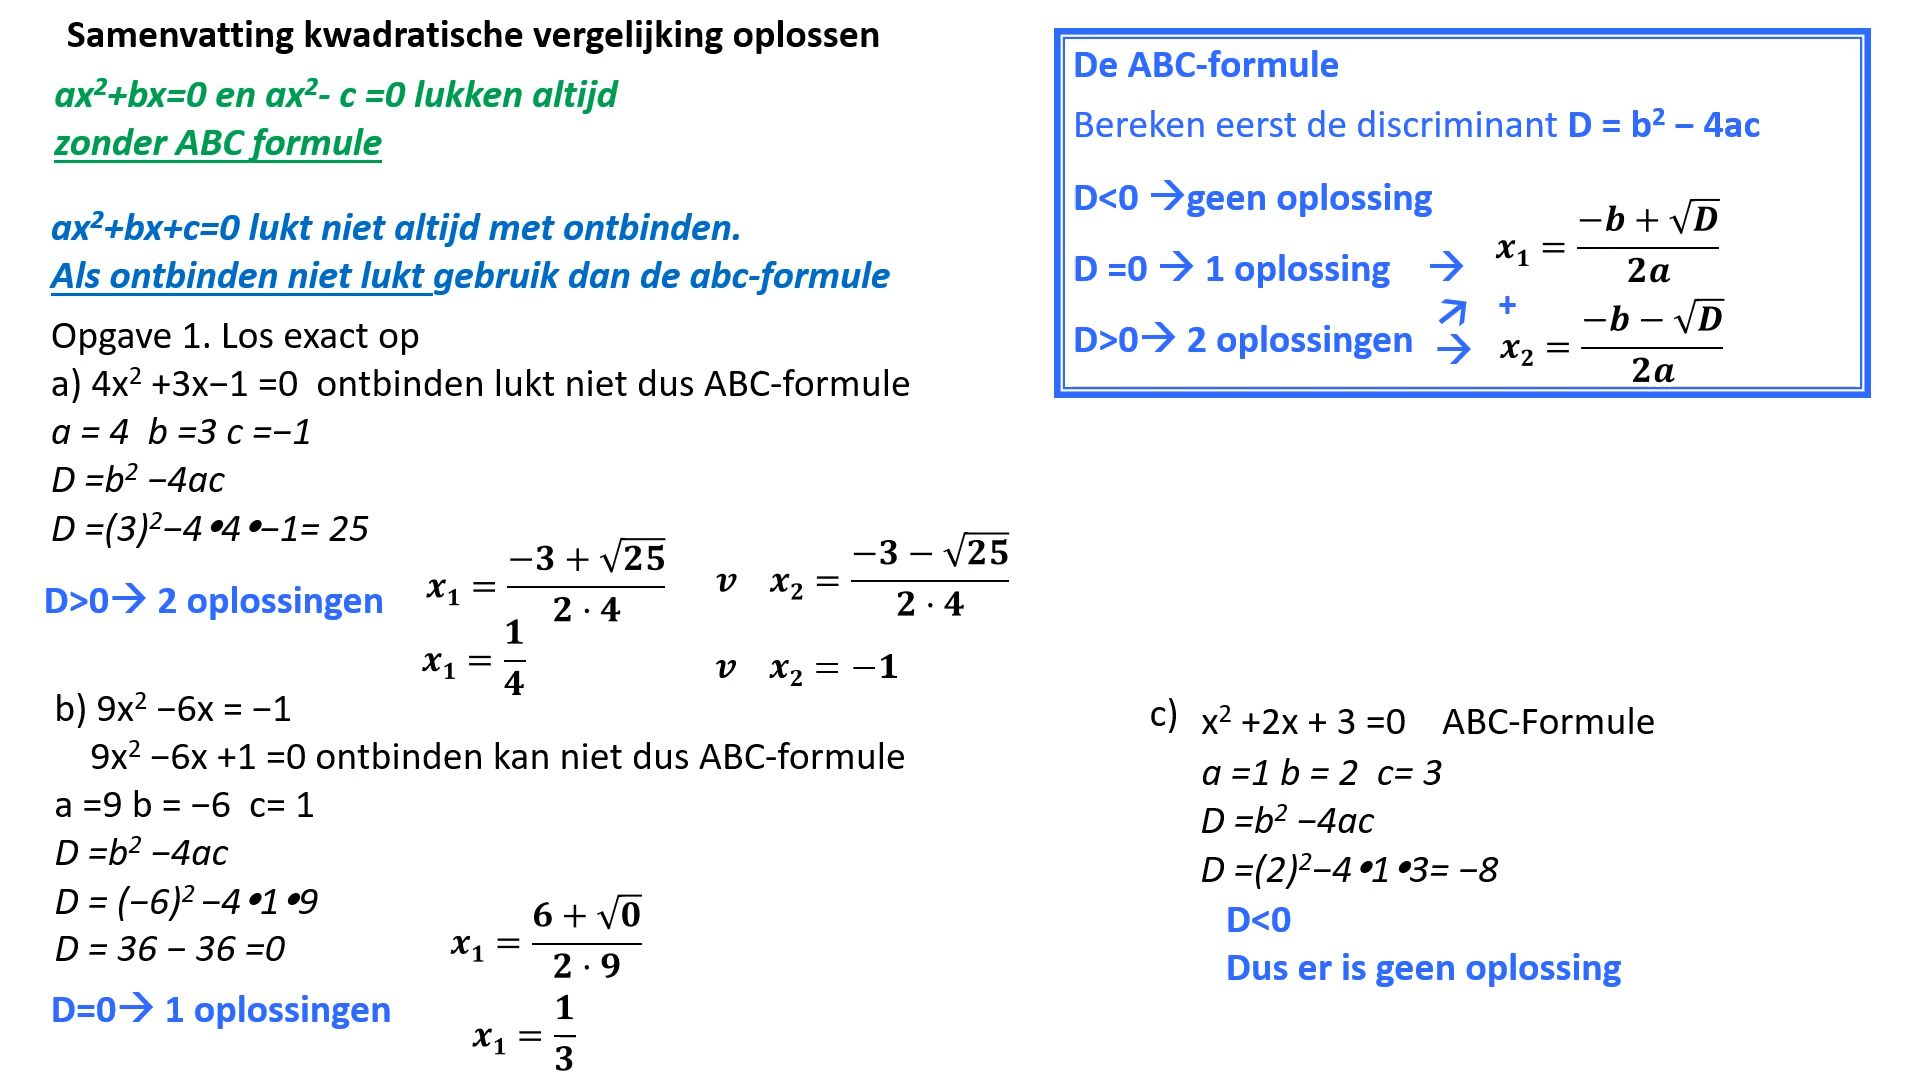 Samenvatting kwadratische vergelijking oplossen
ax²+bx=0 en ax²- c =0 lukken altijd
zonder ABC formule
ax²+bx+c=0 lukt niet altijd met ontbinden.
Als ontbinden niet lukt gebruik dan de abc-formule
De ABC-formule
Bereken eerst de discriminant D = b² − 4ac
D<0 →geen oplossing
D =0 → 1 oplossing → x₁ = (−b + √D)/(2a)
↗ +
D>0→ 2 oplossingen → x₂ = (−b − √D)/(2a)
Opgave 1. Los exact op
a) 4x² +3x−1 =0 ontbinden lukt niet dus ABC-formule
a = 4 b =3 c =−1
D =b² −4ac
D =(3)²−4•4•−1= 25
D>0→ 2 oplossingen x₁ = (−3 + √25)/(2 · 4) v x₂ = (−3 − √25)/(2 · 4)
x₁ = 1/4 v x₂ = −1
b) 9x² −6x = −1
9x² −6x +1 =0 ontbinden kan niet dus ABC-formule
a =9 b = −6 c= 1
D =b² −4ac
D = (−6)² −4•1•9
D = 36 − 36 =0
D=0→ 1 oplossingen
x₁ = (6 + √0)/(2 · 9)
x₁ = 1/3
c) x² +2x + 3 =0 ABC-Formule
a =1 b = 2 c= 3
D =b² −4ac
D =(2)²−4•1•3= −8
D<0
Dus er is geen oplossing